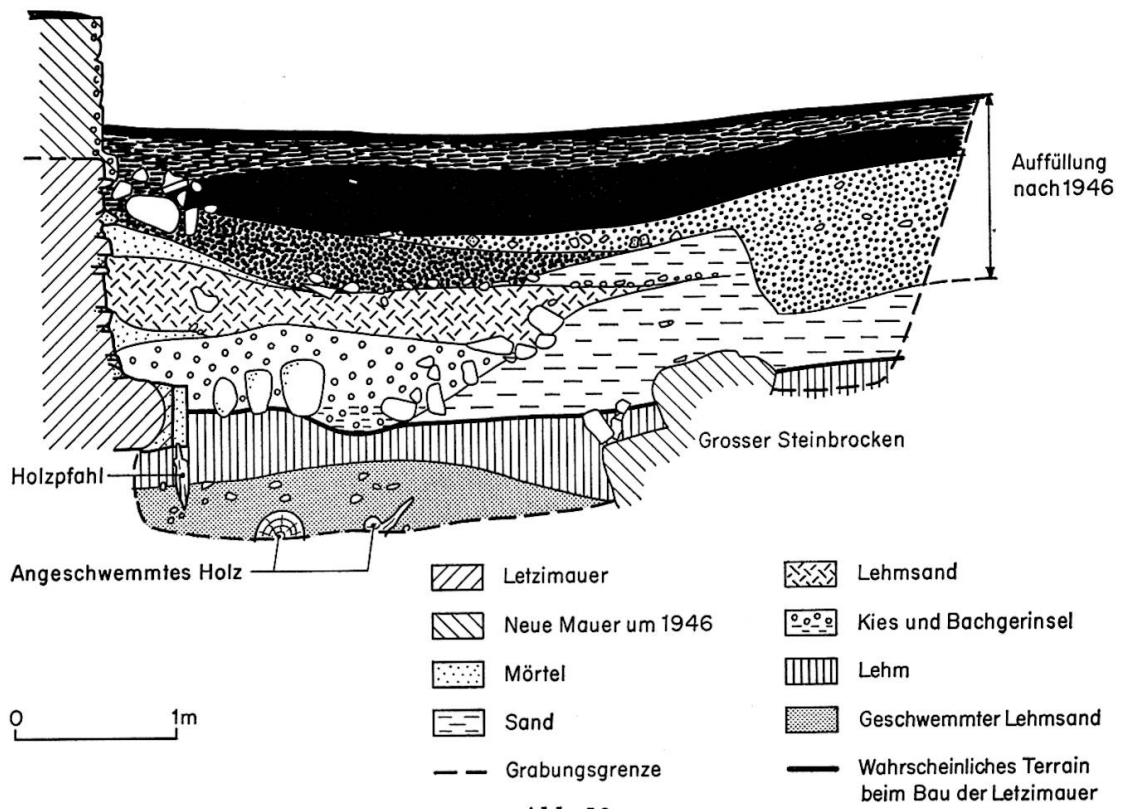 Auffüllung
nach 1946
Grosser Steinbrocken
Holzpfahl
Angeschwemmtes Holz
Letzimauer
Neue Mauer um 1946
Mörtel
Sand
Grabungsgrenze
Lehmsand
Kies und Bachgerinsel
Lehm
Geschwemmter Lehmsand
Wahrscheinliches Terrain
beim Bau der Letzimauer
0 1m